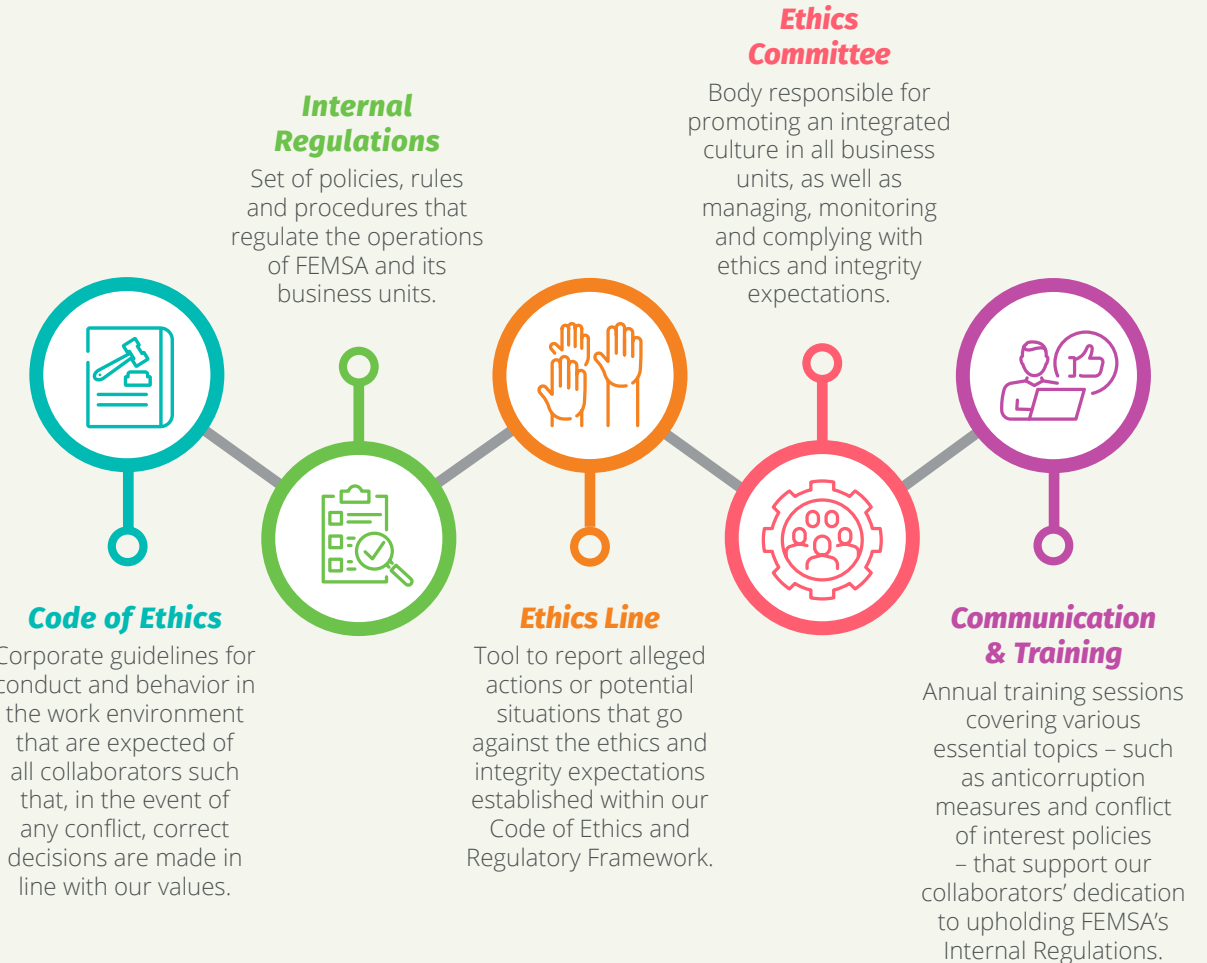 Code of Ethics
Corporate guidelines for
conduct and behavior in
the work environment
that are expected of
all collaborators such
that, in the event of
any conflict, correct
decisions are made in
line with our values.
Internal
Regulations
Set of policies, rules
and procedures that
regulate the operations
of FEMSA and its
business units.
Ethics Line
Tool to report alleged
actions or potential
situations that go
against the ethics and
integrity expectations
established within our
Code of Ethics and
Regulatory Framework.
Ethics
Committee
Body responsible for
promoting an integrated
culture in all business
units, as well as
managing, monitoring
and complying with
ethics and integrity
expectations.
Communication
& Training
Annual training sessions
covering various
essential topics – such
as anticorruption
measures and conflict
of interest policies
– that support our
collaborators’ dedication
to upholding FEMSA’s
Internal Regulations.